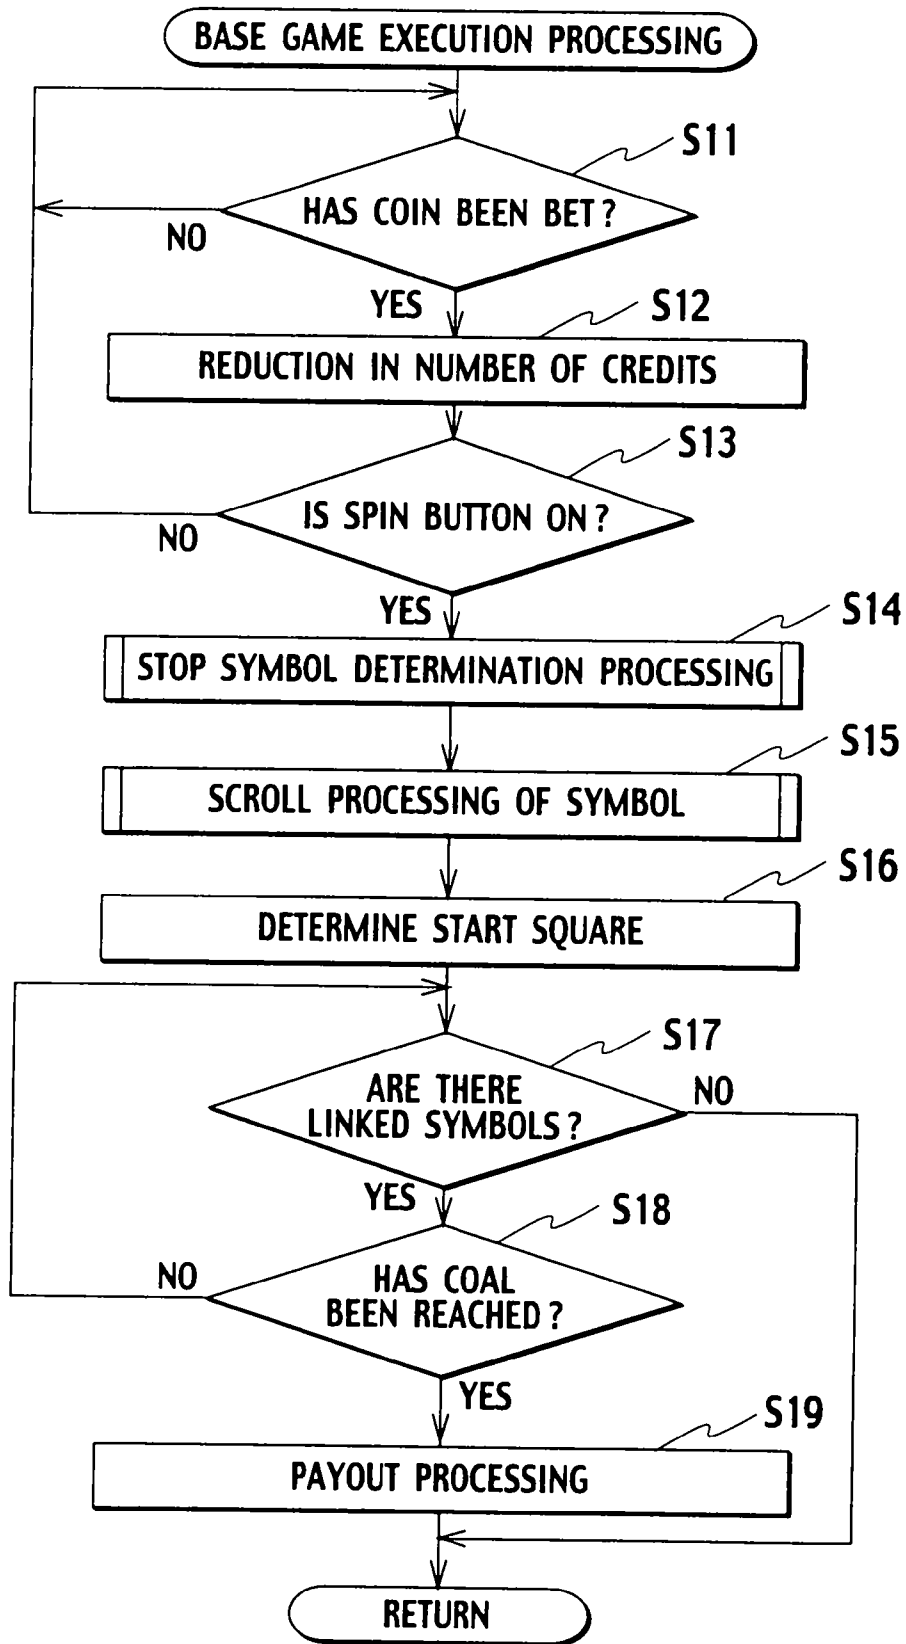 BASE GAME EXECUTION PROCESSING
S11
HAS COIN BEEN BET?
NO
YES
S12
REDUCTION IN NUMBER OF CREDITS
S13
IS SPIN BUTTON ON?
NO
YES
S14
STOP SYMBOL DETERMINATION PROCESSING
S15
SCROLL PROCESSING OF SYMBOL
S16
DETERMINE START SQUARE
S17
ARE THERE
LINKED SYMBOLS?
NO
YES
S18
HAS COAL
BEEN REACHED?
NO
YES
S19
PAYOUT PROCESSING
RETURN